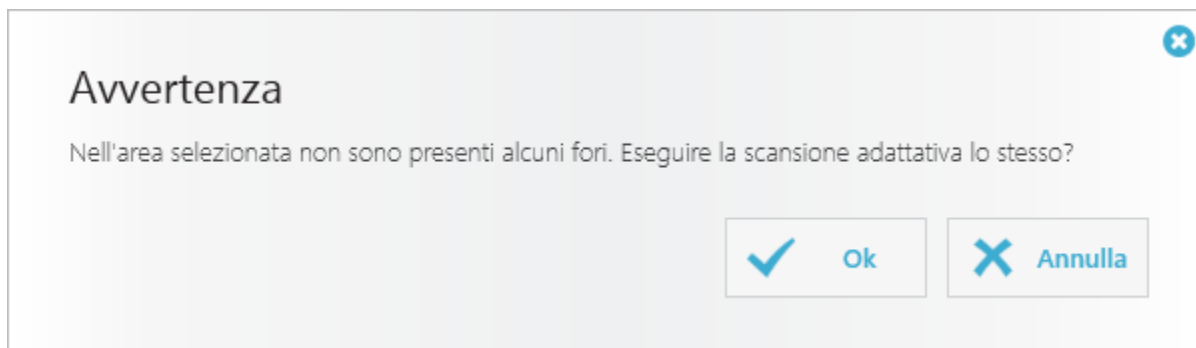 Avvertenza
Nell'area selezionata non sono presenti alcuni fori. Eseguire la scansione adattativa lo stesso?
Ok
Annulla